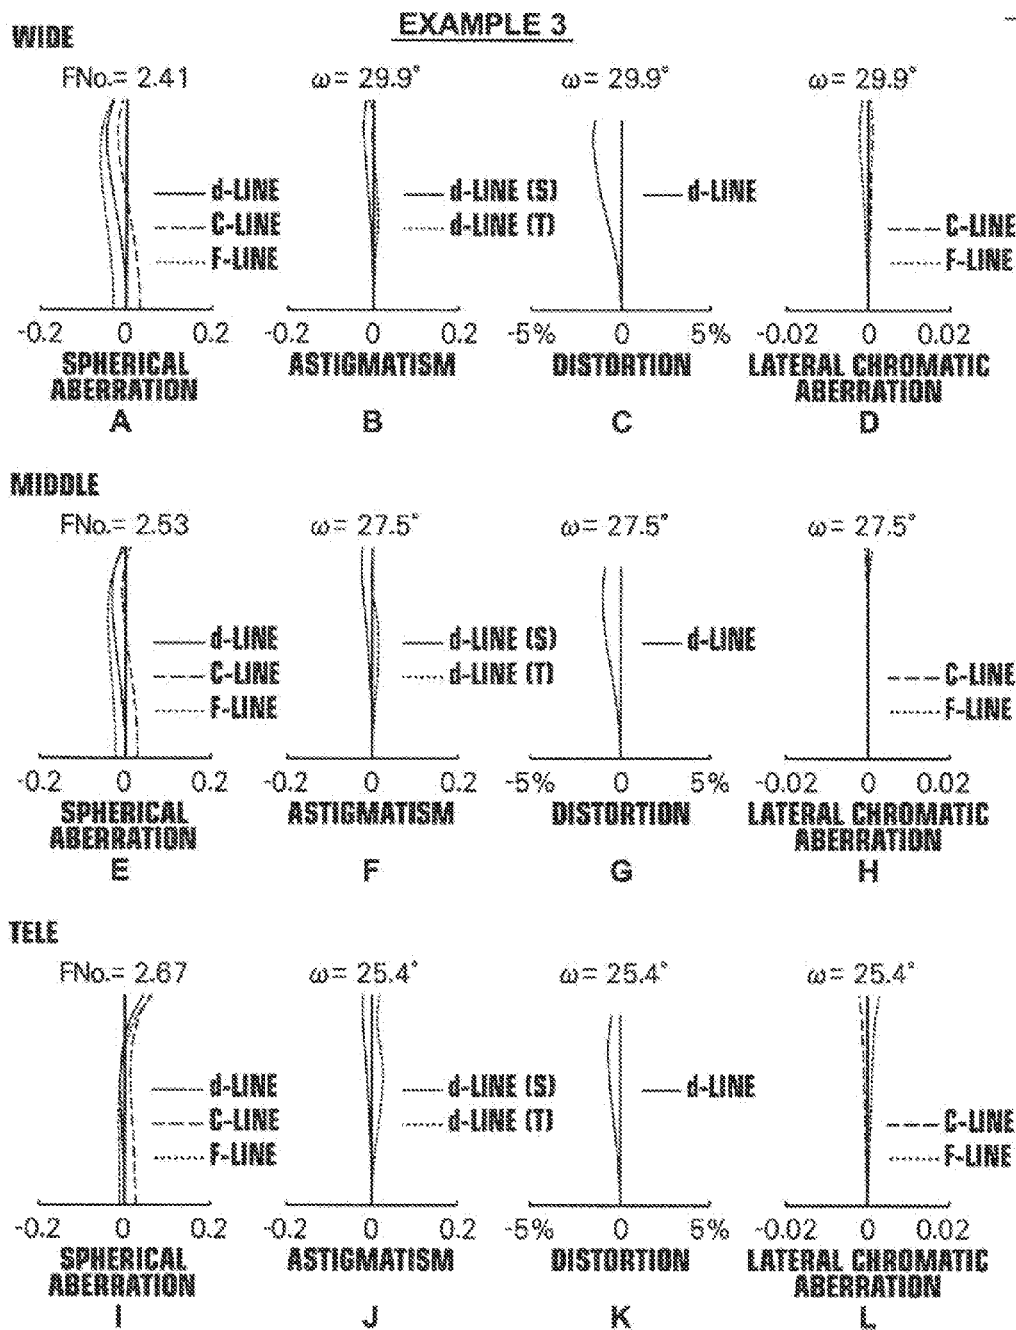 EXAMPLE 3
WIDE
FNo.= 2.41
ω= 29.9°
ω= 29.9°
ω= 29.9°
d-LINE
C-LINE
F-LINE
d-LINE (S)
d-LINE (T)
d-LINE
C-LINE
F-LINE
-0.2 0 0.2
-0.2 0 0.2
-5% 0 5%
-0.02 0 0.02
SPHERICAL
ABERRATION
ASTIGMATISM
DISTORTION
LATERAL CHROMATIC
ABERRATION
A
B
C
D
MIDDLE
FNo.= 2.53
ω= 27.5°
ω= 27.5°
ω= 27.5°
d-LINE
C-LINE
F-LINE
d-LINE (S)
d-LINE (T)
d-LINE
C-LINE
F-LINE
-0.2 0 0.2
-0.2 0 0.2
-5% 0 5%
-0.02 0 0.02
SPHERICAL
ABERRATION
ASTIGMATISM
DISTORTION
LATERAL CHROMATIC
ABERRATION
E
F
G
H
TELE
FNo.= 2.67
ω= 25.4°
ω= 25.4°
ω= 25.4°
d-LINE
C-LINE
F-LINE
d-LINE (S)
d-LINE (T)
d-LINE
C-LINE
F-LINE
-0.2 0 0.2
-0.2 0 0.2
-5% 0 5%
-0.02 0 0.02
SPHERICAL
ABERRATION
ASTIGMATISM
DISTORTION
LATERAL CHROMATIC
ABERRATION
I
J
K
L